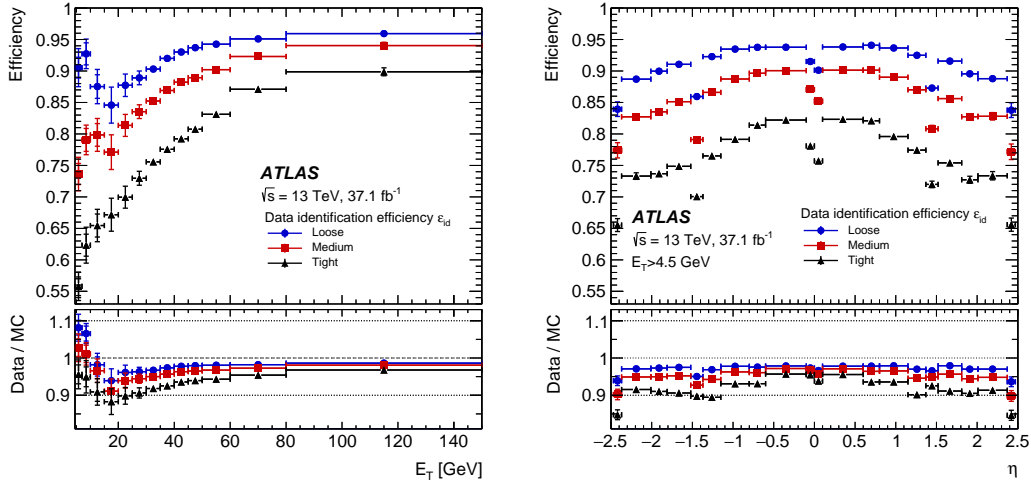 Efficiency
0.95
0.9
0.85
0.8
0.75
0.7
0.65
0.6
0.55
ATLAS
√s = 13 TeV, 37.1 fb⁻¹
Data identification efficiency ε_id
Loose
Medium
Tight
Data / MC
1.1
1
0.9
20 40 60 80 100 120 140
E_T [GeV]
Efficiency
0.95
0.9
0.85
0.8
0.75
0.7
0.65
0.6
0.55
ATLAS
√s = 13 TeV, 37.1 fb⁻¹
E_T>4.5 GeV
Data identification efficiency ε_id
Loose
Medium
Tight
Data / MC
1.1
1
0.9
−2.5 −2 −1.5 −1 −0.5 0 0.5 1 1.5 2 2.5
η